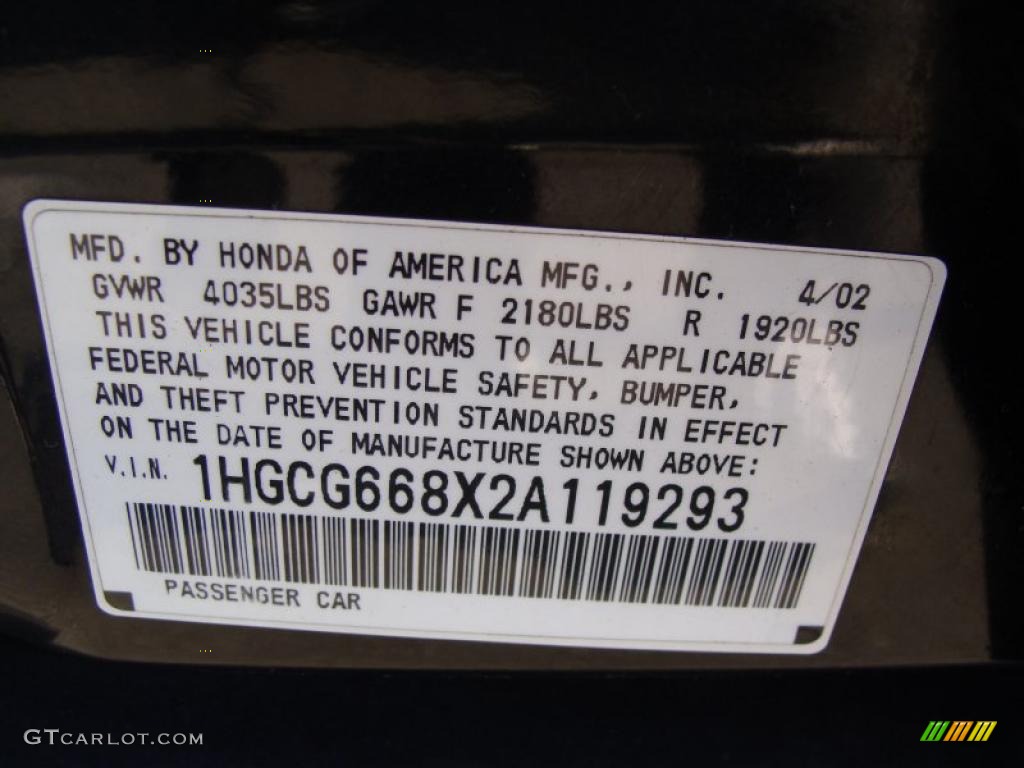 MFD. BY HONDA OF AMERICA MFG., INC. 4/02
GVWR 4035LBS GAWR F 2180LBS R 1920LBS
THIS VEHICLE CONFORMS TO ALL APPLICABLE
FEDERAL MOTOR VEHICLE SAFETY, BUMPER,
AND THEFT PREVENTION STANDARDS IN EFFECT
ON THE DATE OF MANUFACTURE SHOWN ABOVE:
V.I.N. 1HGCG668X2A119293
PASSENGER CAR
GTCARLOT.COM